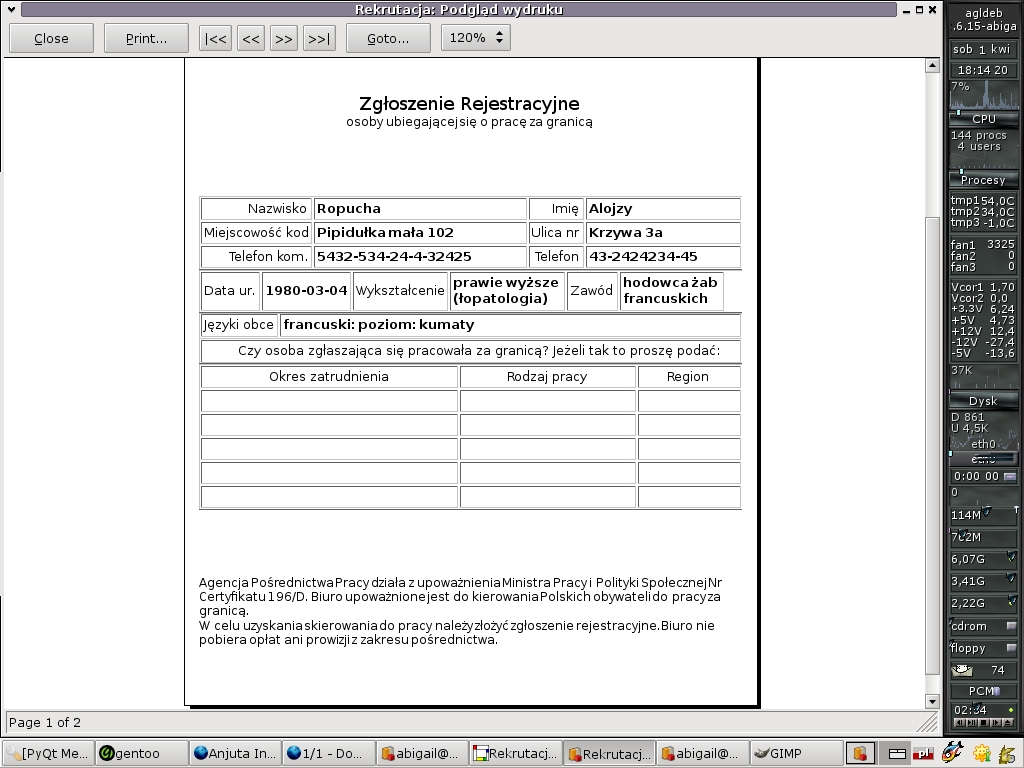 Rekrutacja: Podgląd wydruku
Close Print... |<< << >> >>| Goto... 120%
Zgłoszenie Rejestracyjne
osoby ubiegającej się o pracę za granicą
Nazwisko Ropucha Imię Alojzy
Miejscowość kod Pipidułka mała 102 Ulica nr Krzywa 3a
Telefon kom. 5432-534-24-4-32425 Telefon 43-2424234-45
Data ur. 1980-03-04 Wykształcenie prawie wyższe (łopatologia) Zawód hodowca żab francuskich
Języki obce francuski: poziom: kumaty
Czy osoba zgłaszająca się pracowała za granicą? Jeżeli tak to proszę podać:
Okres zatrudnienia Rodzaj pracy Region
Agencja Pośrednictwa Pracy działa z upoważnienia Ministra Pracy i Polityki Społecznej Nr
Certyfikatu 196/D. Biuro upoważnione jest do kierowania Polskich obywateli do pracy za
granicą.
W celu uzyskania skierowania do pracy należy złożyć zgłoszenie rejestracyjne. Biuro nie
pobiera opłat ani prowizji z zakresu pośrednictwa.
Page 1 of 2
[PyQt Me... gentoo Anjuta In... 1/1 - Do... abigail@... Rekrutacj... Rekrutacj... abigail@... GIMP
agldeb
.6.15-abiga
sob 1 kwi
18:14 20
7%
CPU
144 procs
4 users
Procesy
tmp1 54,0C
tmp2 34,0C
tmp3 -1,0C
fan1 3325
fan2 0
fan3 0
Vcor1 1,70
Vcor2 0,0
+3.3V 6,24
+5V 4,73
+12V 12,4
-12V -27,4
-5V -13,6
37K
Dysk
D 861
U 4,5K
eth0
0:00 00
0
114M
6,07G
3,41G
2,22G
cdrom
floppy
74
PCM